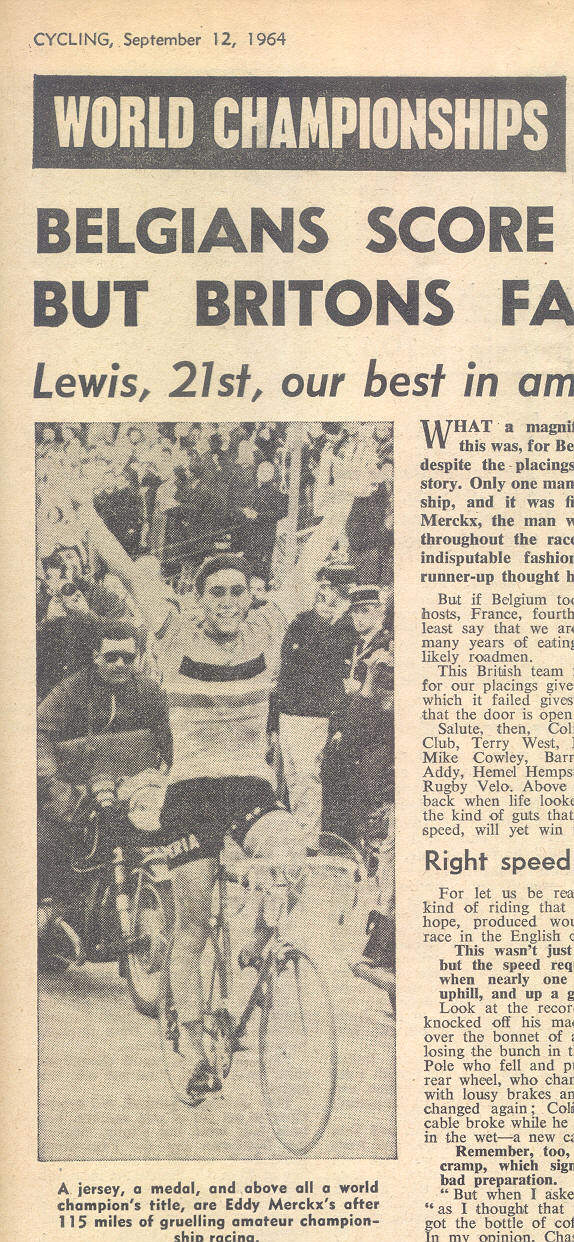 CYCLING, September 12, 1964
WORLD CHAMPIONSHIPS
BELGIANS SCORE
BUT BRITONS FA
Lewis, 21st, our best in am
WHAT a magnif
this was, for Be
despite the placings
story. Only one man
ship, and it was fi
Merckx, the man w
throughout the race
indisputable fashion
runner-up thought h
But if Belgium too
hosts, France, fourth
least say that we are
many years of eating
likely roadmen.
This British team
for our placings give
which it failed gives
that the door is open
Salute, then, Col
Club, Terry West,
Mike Cowley, Barr
Addy, Hemel Hemps
Rugby Velo. Above
back when life looke
the kind of guts that
speed, will yet win
Right speed
For let us be rea
kind of riding that
hope, produced wou
race in the English c
This wasn't just
but the speed req
when nearly one
uphill, and up a g
Look at the recor
knocked off his mac
over the bonnet of a
losing the bunch in t
Pole who fell and pu
rear wheel, who chan
with lousy brakes an
changed again; Coli
cable broke while he
in the wet—a new ca
Remember, too,
cramp, which sign
bad preparation.
"But when I aske
"as I thought that
got the bottle of cof
In my opinion, Chas
A jersey, a medal, and above all a world
champion's title, are Eddy Merckx's after
115 miles of gruelling amateur champion-
ship racing.